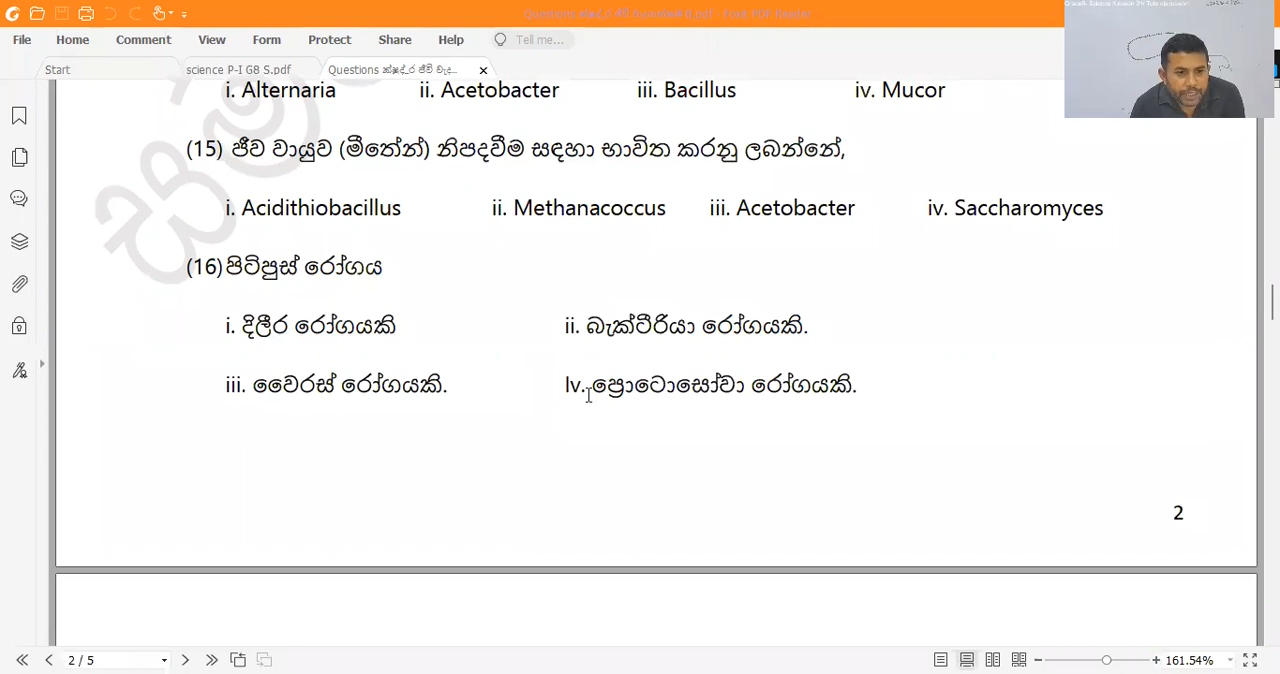 Questions ක්ෂුද්‍ර ජීවී
File Home Comment View Form Protect Share Help Tell me...
Start science P-I G8 S.pdf Questions ක්ෂුද්‍ර ජීවී වැද...
i. Alternaria ii. Acetobacter iii. Bacillus iv. Mucor
(15) ජීව වායුව (මීතේන්) නිපදවීම සඳහා භාවිත කරනු ලබන්නේ,
i. Acidithiobacillus ii. Methanacoccus iii. Acetobacter iv. Saccharomyces
(16) පිටිපුස් රෝගය
i. දිලීර රෝගයකි ii. බැක්ටීරියා රෝගයකි.
iii. වෛරස් රෝගයකි. Iv. ප්‍රොටොසෝවා රෝගයකි.
2
2 / 5 161.54%